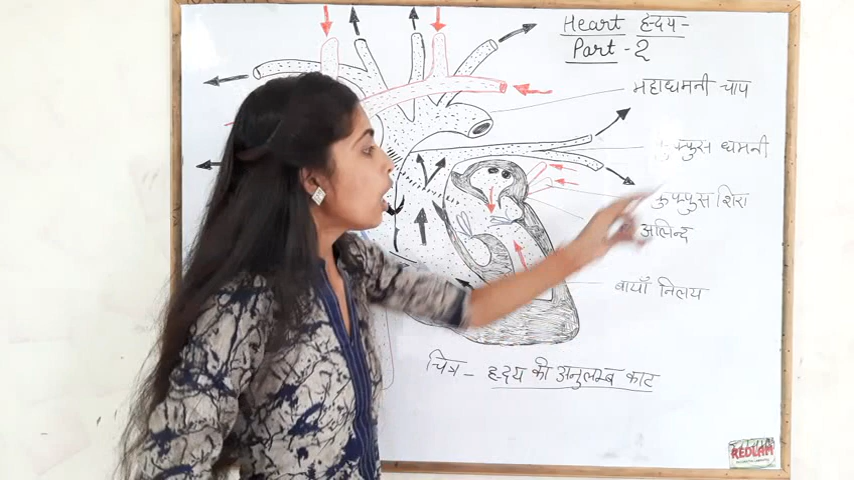 Heart हृदय-
Part-2
महाधमनी चाप
फुफ्फुस धमनी
फुफ्फुस शिरा
अलिन्द
बायाँ निलय
चित्र- हृदय की अनुलम्ब काट
REDLAM